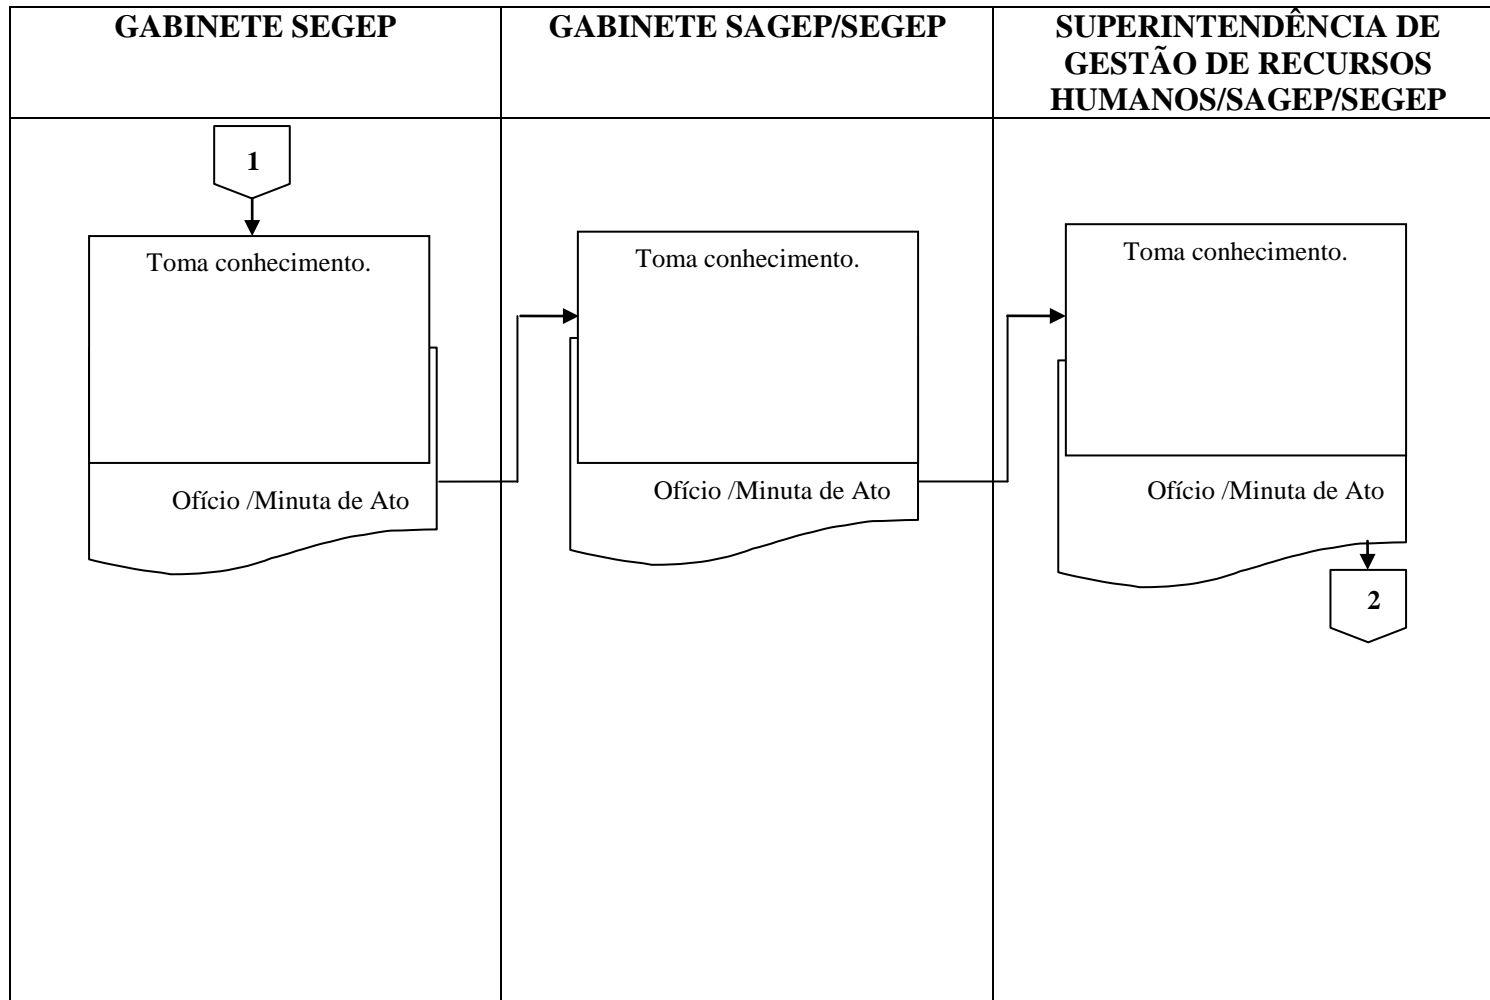 GABINETE SEGEP
GABINETE SAGEP/SEGEP
SUPERINTENDÊNCIA DE
GESTÃO DE RECURSOS
HUMANOS/SAGEP/SEGEP
1
Toma conhecimento.
Ofício /Minuta de Ato
Toma conhecimento.
Ofício /Minuta de Ato
Toma conhecimento.
Ofício /Minuta de Ato
2